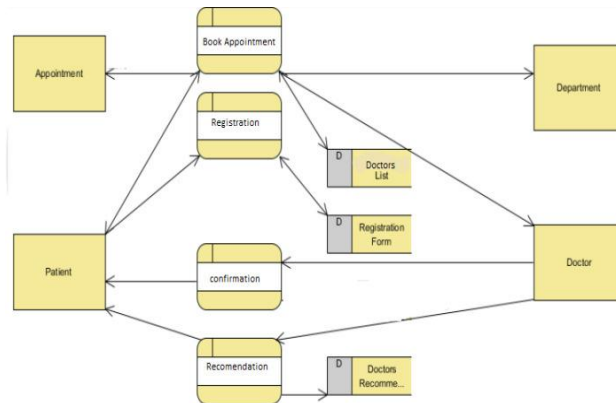 Book Appointment
Appointment
Department
Registration
D
Doctors
List
D
Registration
Form
Patient
Doctor
confirmation
Recomendation
D
Doctors
Recomme...